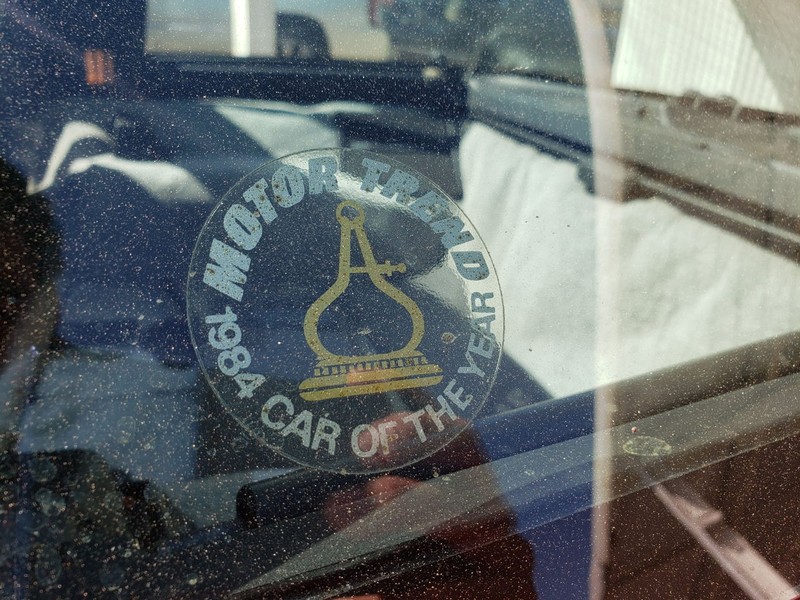 MOTOR TREND
1984 CAR OF THE YEAR